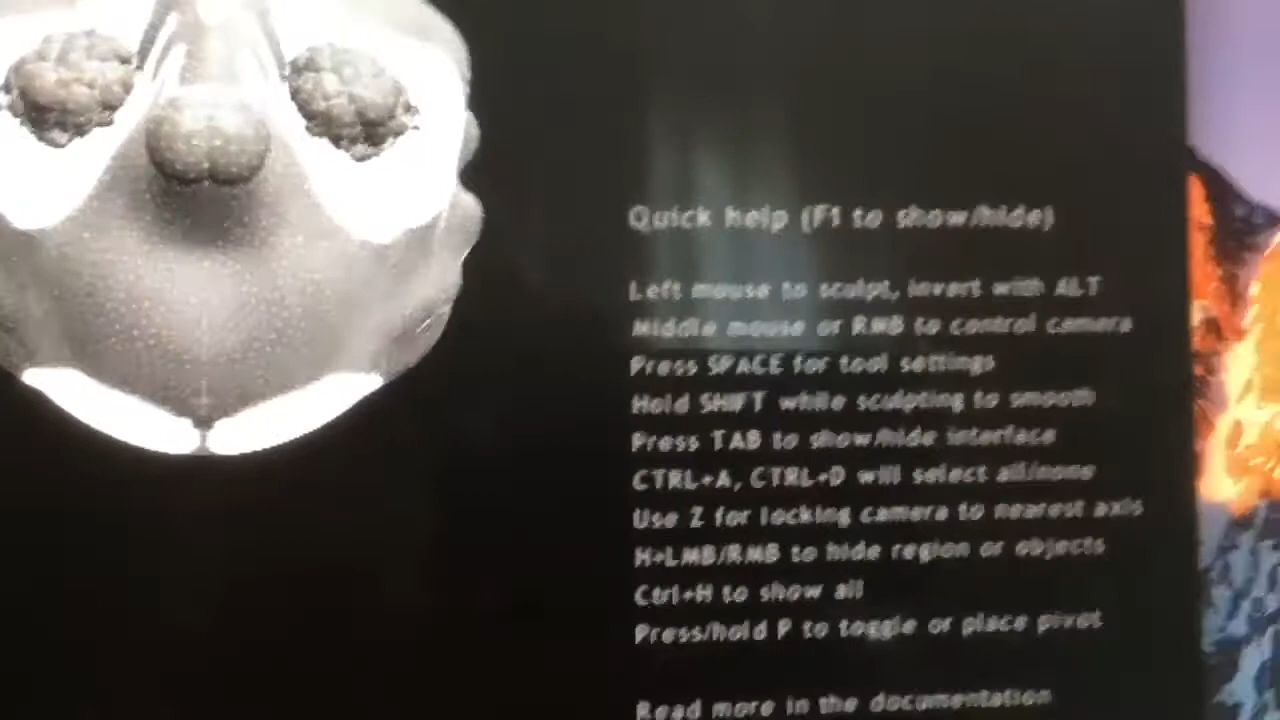 Quick help (F1 to show/hide)
Left mouse to sculpt, invert with ALT
Middle mouse or RMB to control camera
Press SPACE for tool settings
Hold SHIFT while sculpting to smooth
Press TAB to show/hide interface
CTRL+A, CTRL+D will select all/none
Use Z for locking camera to nearest axis
H+LMB/RMB to hide region or objects
Ctrl+H to show all
Press/hold P to toggle or place pivot
Read more in the documentation